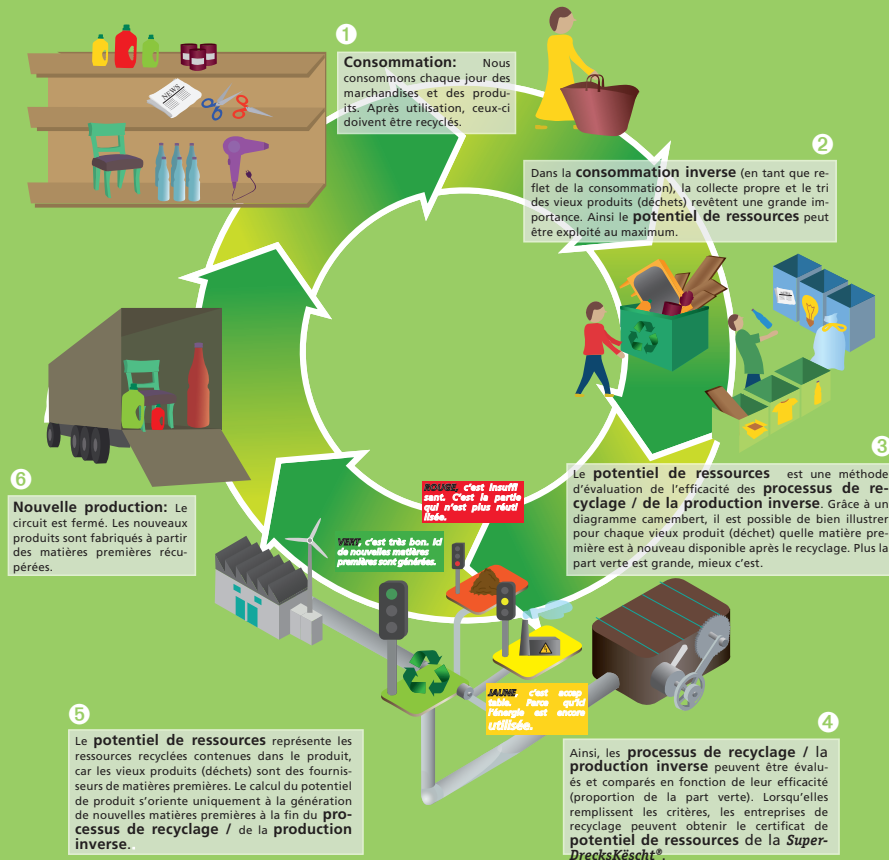 ❶
Consommation: Nous
consommons chaque jour des
marchandises et des produ-
its. Après utilisation, ceux-ci
doivent être recyclés.
NEWS
❷
Dans la consommation inverse (en tant que re-
flet de la consommation), la collecte propre et le tri
des vieux produits (déchets) revêtent une grande im-
portance. Ainsi le potentiel de ressources peut
être exploité au maximum.
❸
Le potentiel de ressources est une méthode
d'évaluation de l'efficacité des processus de re-
cyclage / de la production inverse. Grâce à un
diagramme camembert, il est possible de bien illustrer
pour chaque vieux produit (déchet) quelle matière pre-
mière est à nouveau disponible après le recyclage. Plus la
part verte est grande, mieux c'est.
ROUGE, c'est insuffi
sant. C'est la partie
qui n'est plus réuti
lisée.
VERT, c'est très bon. Ici
de nouvelles matières
premières sont générées.
JAUNE, c'est accep
table. Parce qu'ici
l'énergie est encore
utilisée.
❹
Ainsi, les processus de recyclage / la
production inverse peuvent être évalu-
és et comparés en fonction de leur efficacité
(proportion de la part verte). Lorsqu'elles
remplissent les critères, les entreprises de
recyclage peuvent obtenir le certificat de
potentiel de ressources de la Super-
DrecksKëscht®.
❺
Le potentiel de ressources représente les
ressources recyclées contenues dans le produit,
car les vieux produits (déchets) sont des fournis-
seurs de matières premières. Le calcul du potentiel
de produit s'oriente uniquement à la génération
de nouvelles matières premières à la fin du pro-
cessus de recyclage / de la production
inverse..
❻
Nouvelle production: Le
circuit est fermé. Les nouveaux
produits sont fabriqués à partir
des matières premières récu-
pérées.